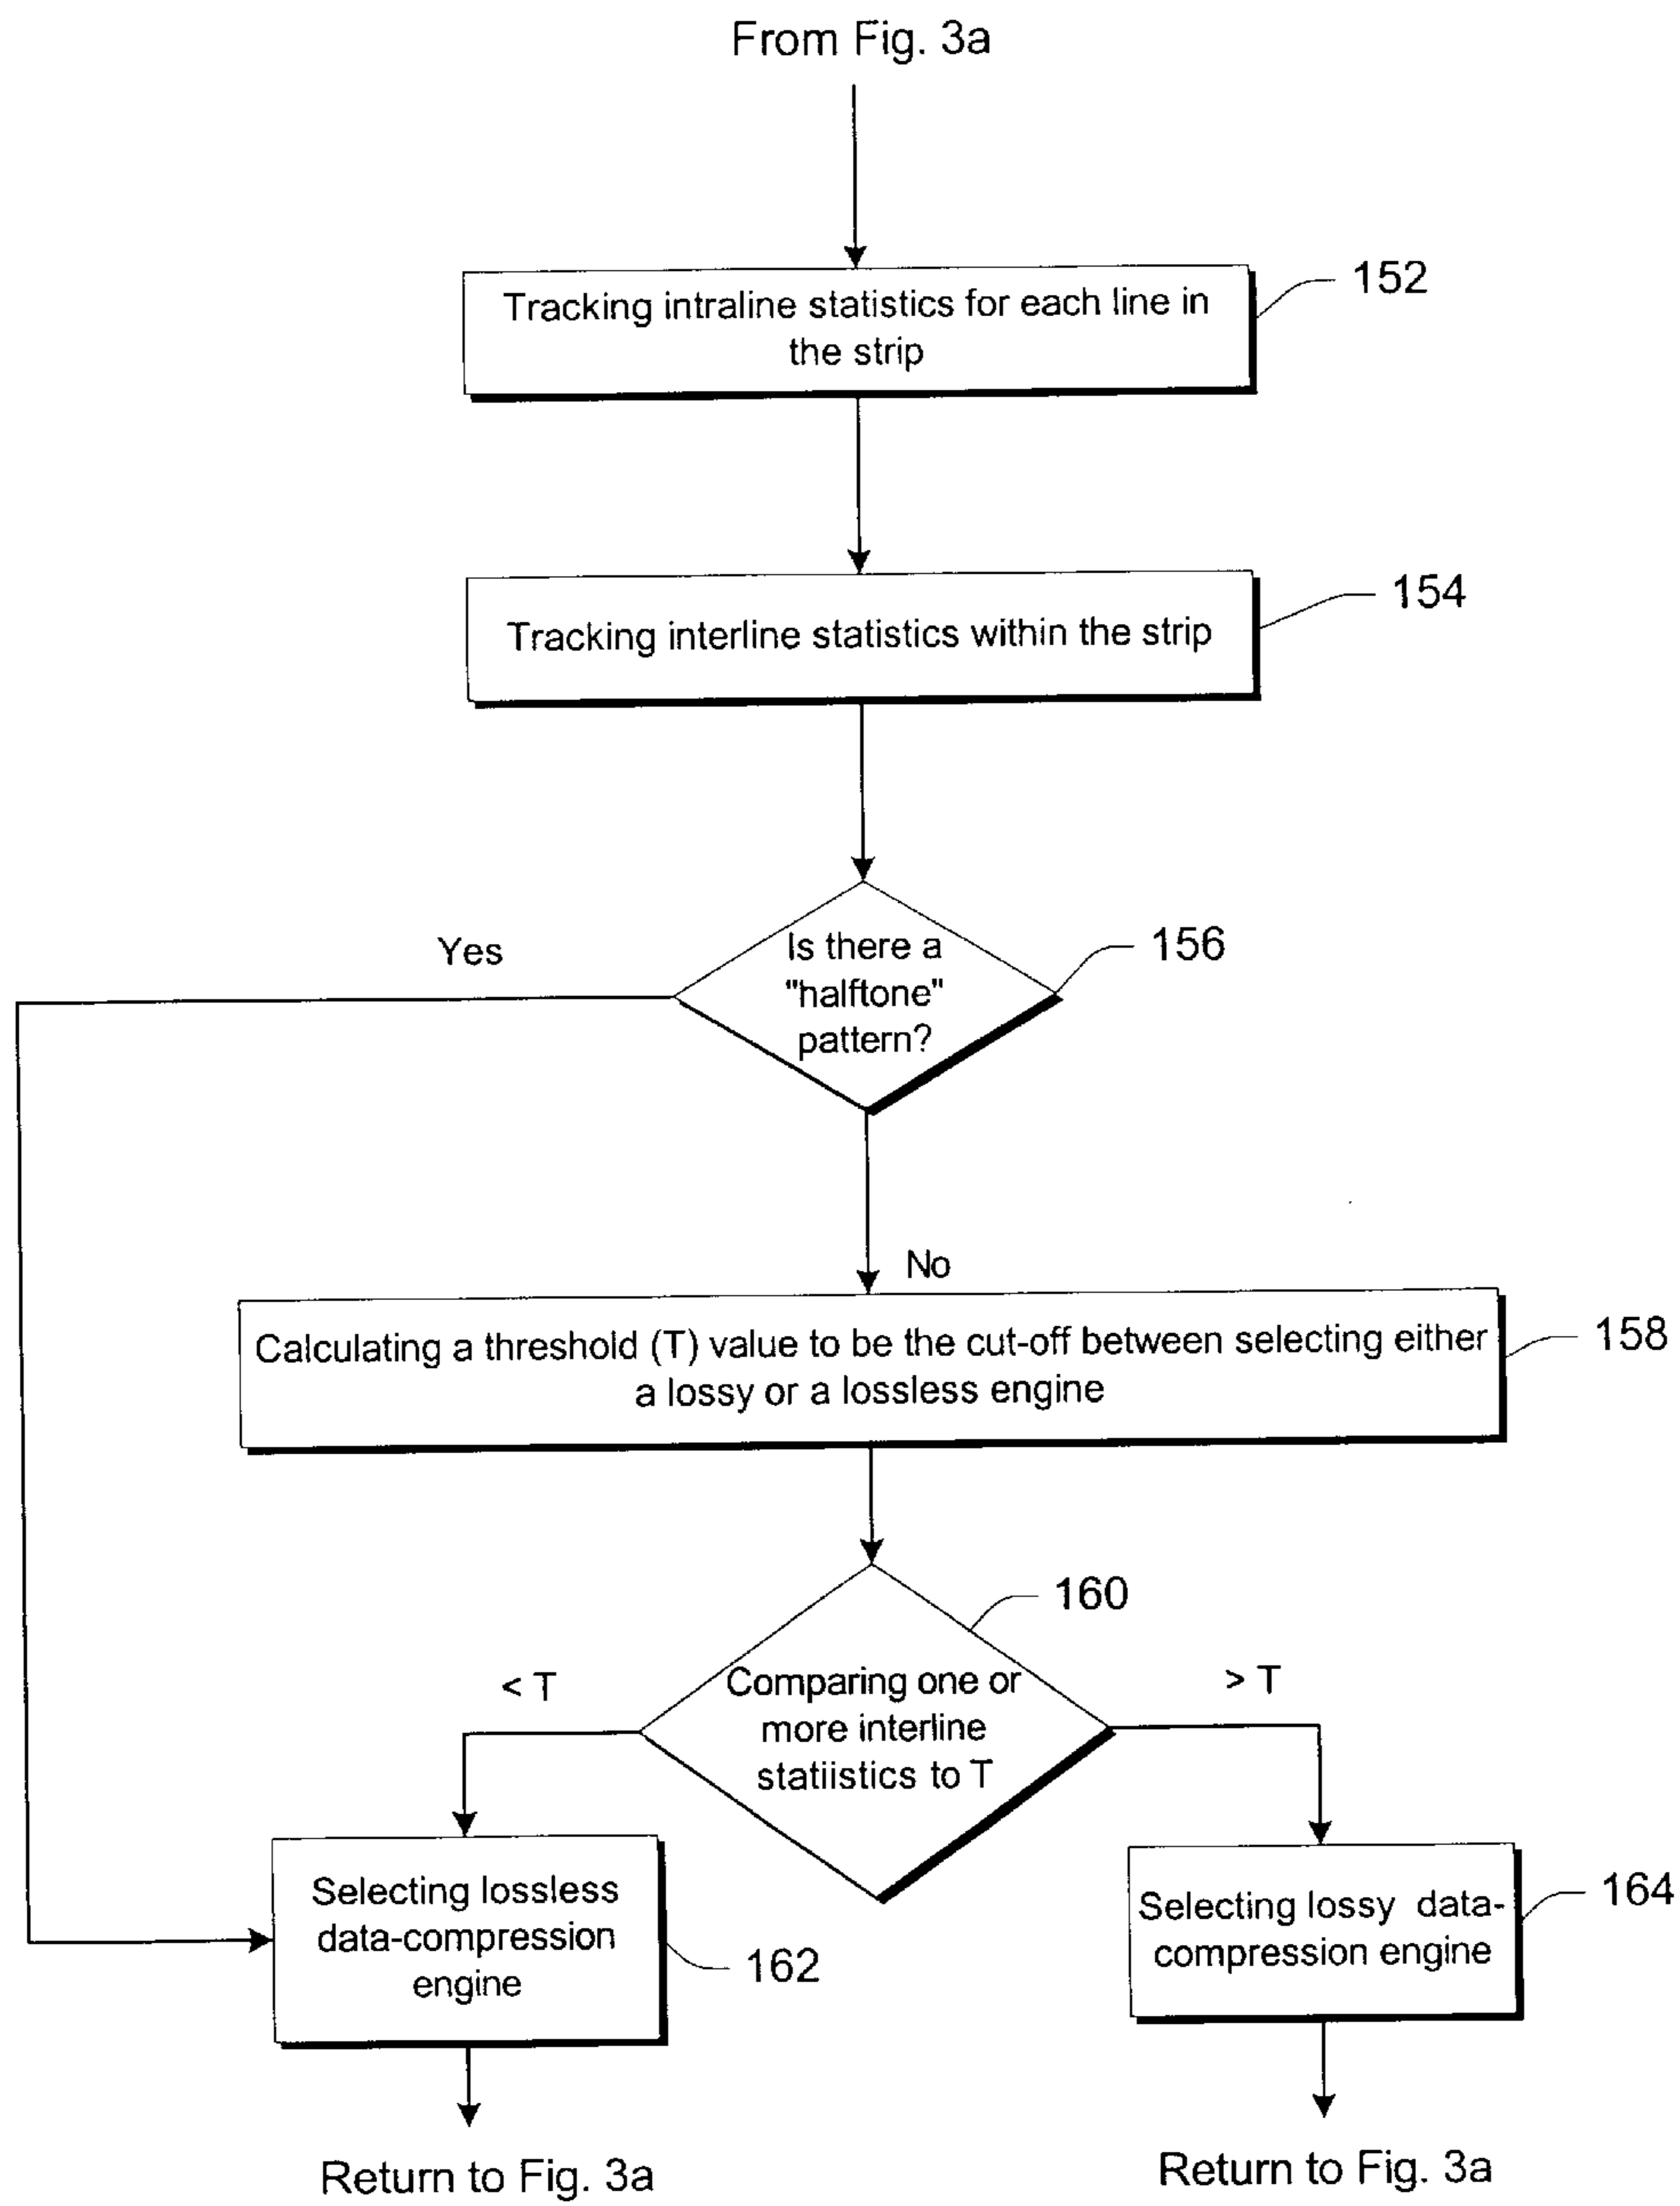 From Fig. 3a
Tracking intraline statistics for each line in
the strip
152
Tracking interline statistics within the strip
154
Yes
Is there a
"halftone"
pattern?
156
No
Calculating a threshold (T) value to be the cut-off between selecting either
a lossy or a lossless engine
158
160
< T
Comparing one or
more interline
statiistics to T
> T
Selecting lossless
data-compression
engine
162
Selecting lossy data-
compression engine
164
Return to Fig. 3a
Return to Fig. 3a